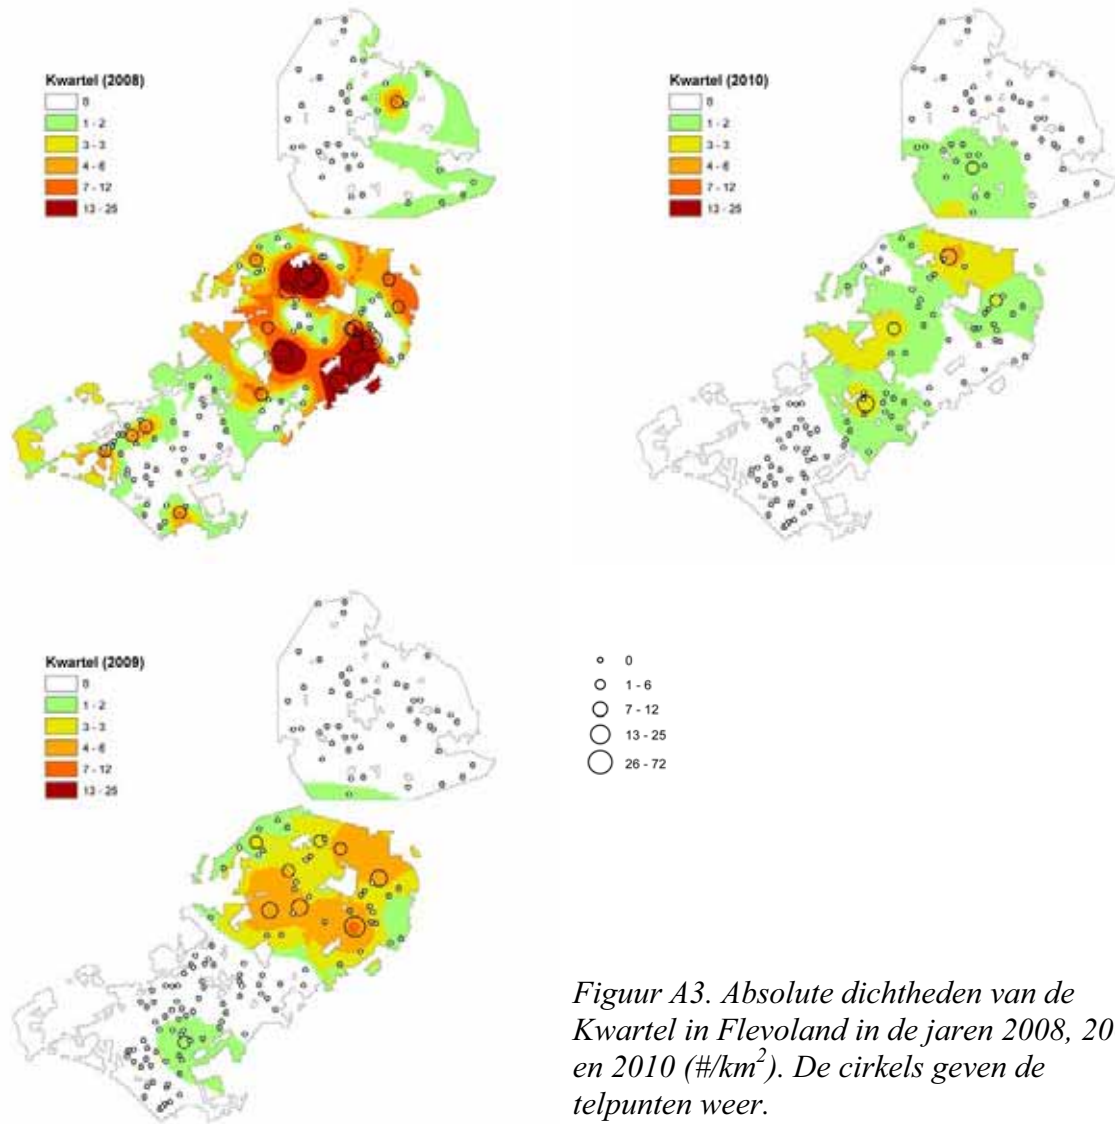 Kwartel (2008)
0
1 - 2
3 - 3
4 - 6
7 - 12
13 - 25
Kwartel (2010)
0
1 - 2
3 - 3
4 - 6
7 - 12
13 - 25
Kwartel (2009)
0
1 - 2
3 - 3
4 - 6
7 - 12
13 - 25
0
1 - 6
7 - 12
13 - 25
26 - 72
Figuur A3. Absolute dichtheden van de
Kwartel in Flevoland in de jaren 2008, 20
en 2010 (#/km²). De cirkels geven de
telpunten weer.